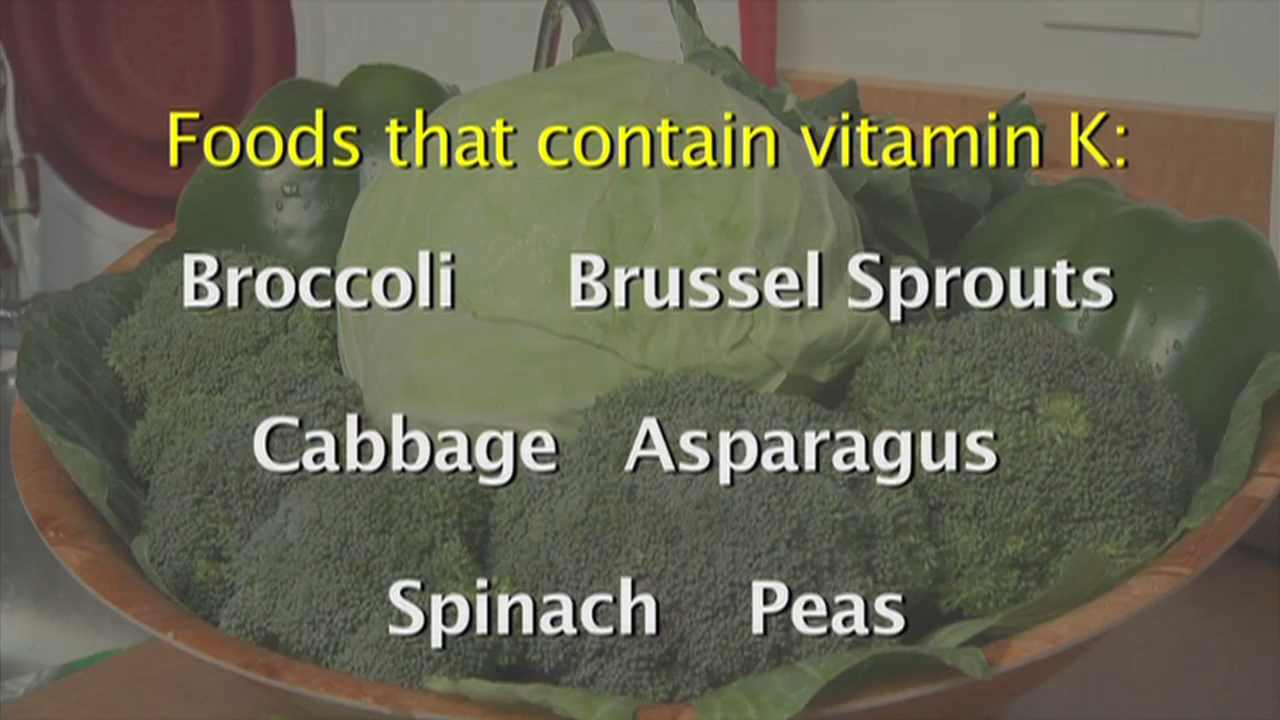 Foods that contain vitamin K:
Broccoli Brussel Sprouts
Cabbage Asparagus
Spinach Peas